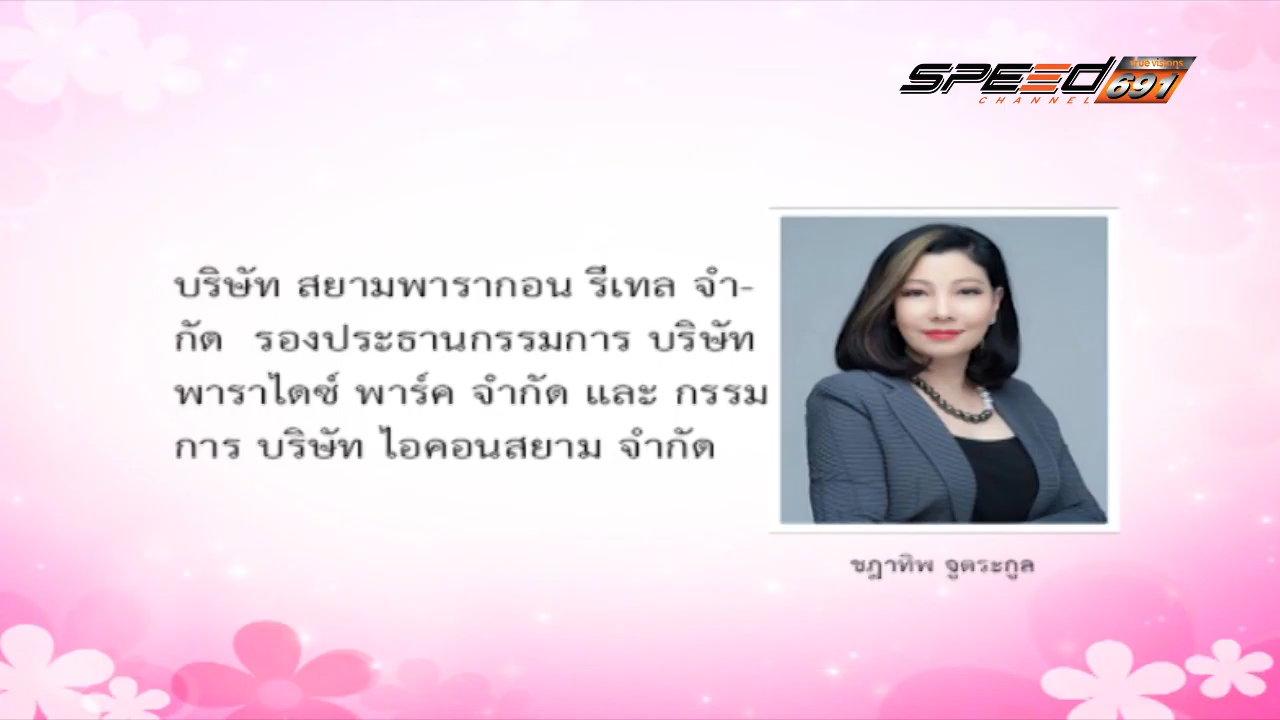 SPEED
true visions
CHANNEL 691
บริษัท สยามพารากอน รีเทล จำ-
กัด รองประธานกรรมการ บริษัท
พาราไดซ์ พาร์ค จำกัด และ กรรม
การ บริษัท ไอคอนสยาม จำกัด
ชฎาทิพ จูตระกูล